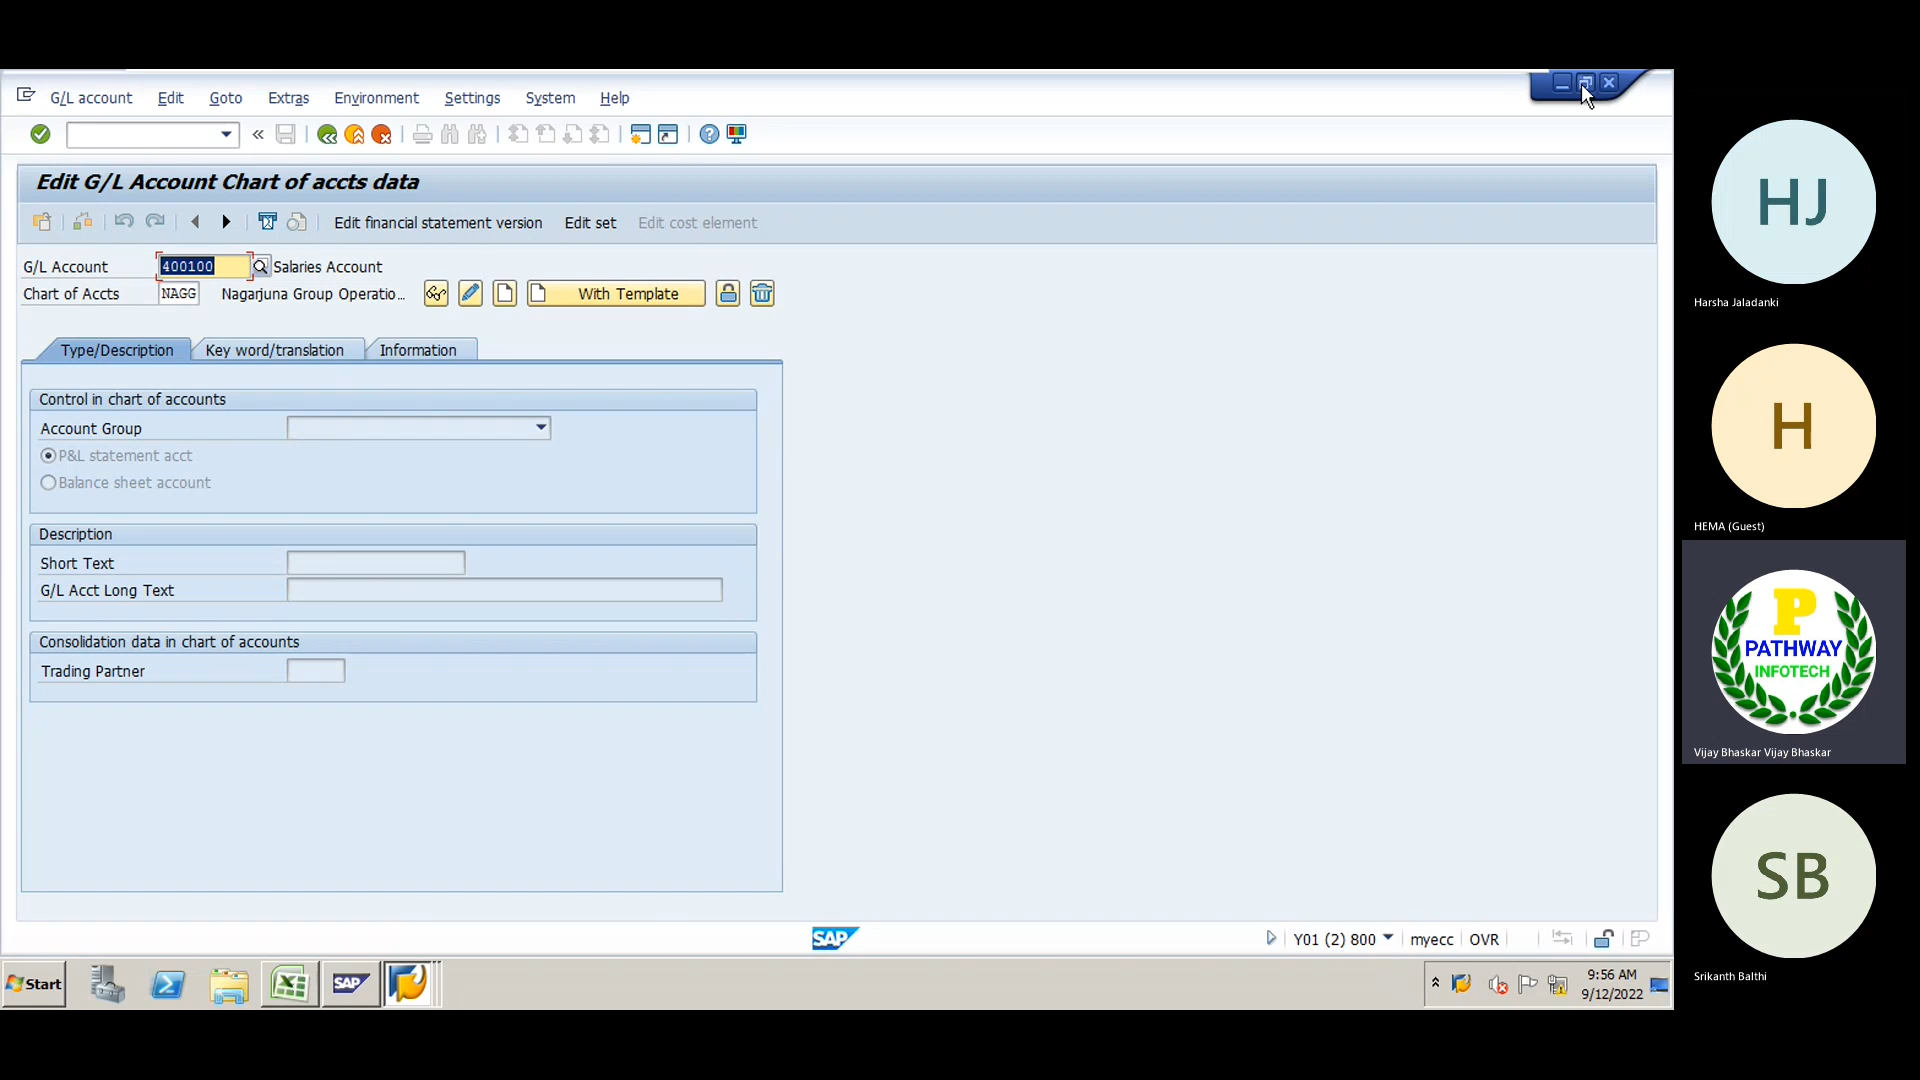 G/L account Edit Goto Extras Environment Settings System Help
Edit G/L Account Chart of accts data
Edit financial statement version Edit set Edit cost element
G/L Account 400100 Salaries Account
Chart of Accts NAGG Nagarjuna Group Operatio... With Template
Type/Description Key word/translation Information
Control in chart of accounts
Account Group
P&L statement acct
Balance sheet account
Description
Short Text
G/L Acct Long Text
Consolidation data in chart of accounts
Trading Partner
SAP Y01 (2) 800 myecc OVR
Start SAP 9:56 AM
9/12/2022
HJ
Harsha Jaladanki
H
HEMA (Guest)
P
PATHWAY
INFOTECH
Vijay Bhaskar Vijay Bhaskar
SB
Srikanth Balthi